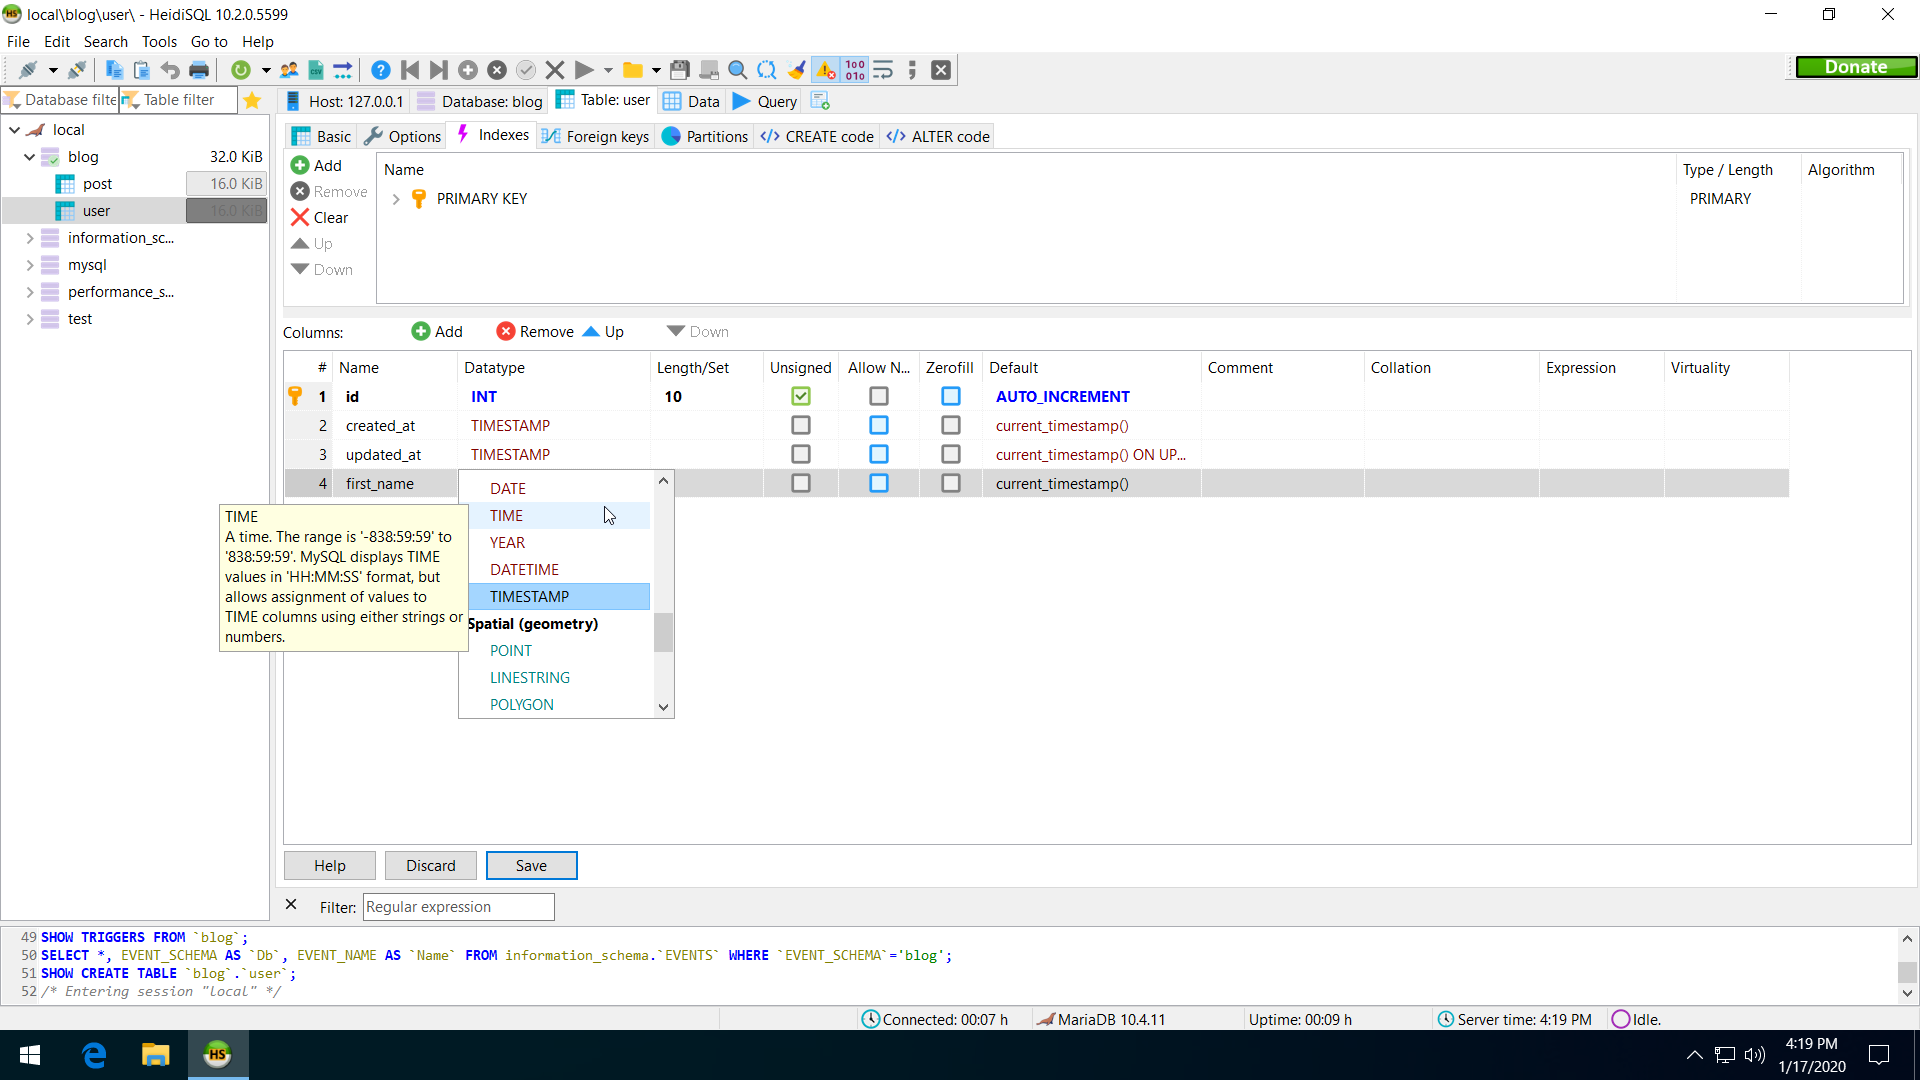 local\blog\user\ - HeidiSQL 10.2.0.5599
File Edit Search Tools Go to Help
Donate
Database filte Table filter
Host: 127.0.0.1 Database: blog Table: user Data Query
local
blog 32.0 KiB
post 16.0 KiB
user 16.0 KiB
information_sc...
mysql
performance_s...
test
Basic Options Indexes Foreign keys Partitions CREATE code ALTER code
Add
Remove
Clear
Up
Down
Name Type / Length Algorithm
PRIMARY KEY PRIMARY
Columns: Add Remove Up Down
# Name Datatype Length/Set Unsigned Allow N... Zerofill Default Comment Collation Expression Virtuality
1 id INT 10 AUTO_INCREMENT
2 created_at TIMESTAMP current_timestamp()
3 updated_at TIMESTAMP current_timestamp() ON UP...
4 first_name current_timestamp()
DATE
TIME
YEAR
DATETIME
TIMESTAMP
Spatial (geometry)
POINT
LINESTRING
POLYGON
TIME
A time. The range is '-838:59:59' to
'838:59:59'. MySQL displays TIME
values in 'HH:MM:SS' format, but
allows assignment of values to
TIME columns using either strings or
numbers.
Help Discard Save
Filter: Regular expression
49 SHOW TRIGGERS FROM `blog`;
50 SELECT *, EVENT_SCHEMA AS `Db`, EVENT_NAME AS `Name` FROM information_schema.`EVENTS` WHERE `EVENT_SCHEMA`='blog';
51 SHOW CREATE TABLE `blog`.`user`;
52 /* Entering session "local" */
Connected: 00:07 h MariaDB 10.4.11 Uptime: 00:09 h Server time: 4:19 PM Idle.
HS
4:19 PM
1/17/2020